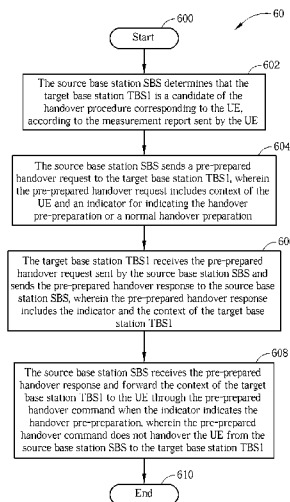 600
60
Start
602
The source base station SBS determines that the
target base station TBS1 is a candidate of the
handover procedure corresponding to the UE,
according to the measurement report sent by the UE
604
The source base station SBS sends a pre-prepared
handover request to the target base station TBS1, wherein
the pre-prepared handover request includes context of the
UE and an indicator for indicating the handover
pre-preparation or a normal handover preparation
60
The target base station TBS1 receives the pre-prepared
handover request sent by the source base station SBS and
sends the pre-prepared handover response to the source base
station SBS, wherein the pre-prepared handover response
includes the indicator and the context of the target base
station TBS1
608
The source base station SBS receives the pre-prepared
handover response and forward the context of the target
base station TBS1 to the UE through the pre-prepared
handover command when the indicator indicates the
handover pre-preparation, wherein the pre-prepared
handover command does not handover the UE from the
source base station SBS to the target base station TBS1
610
End